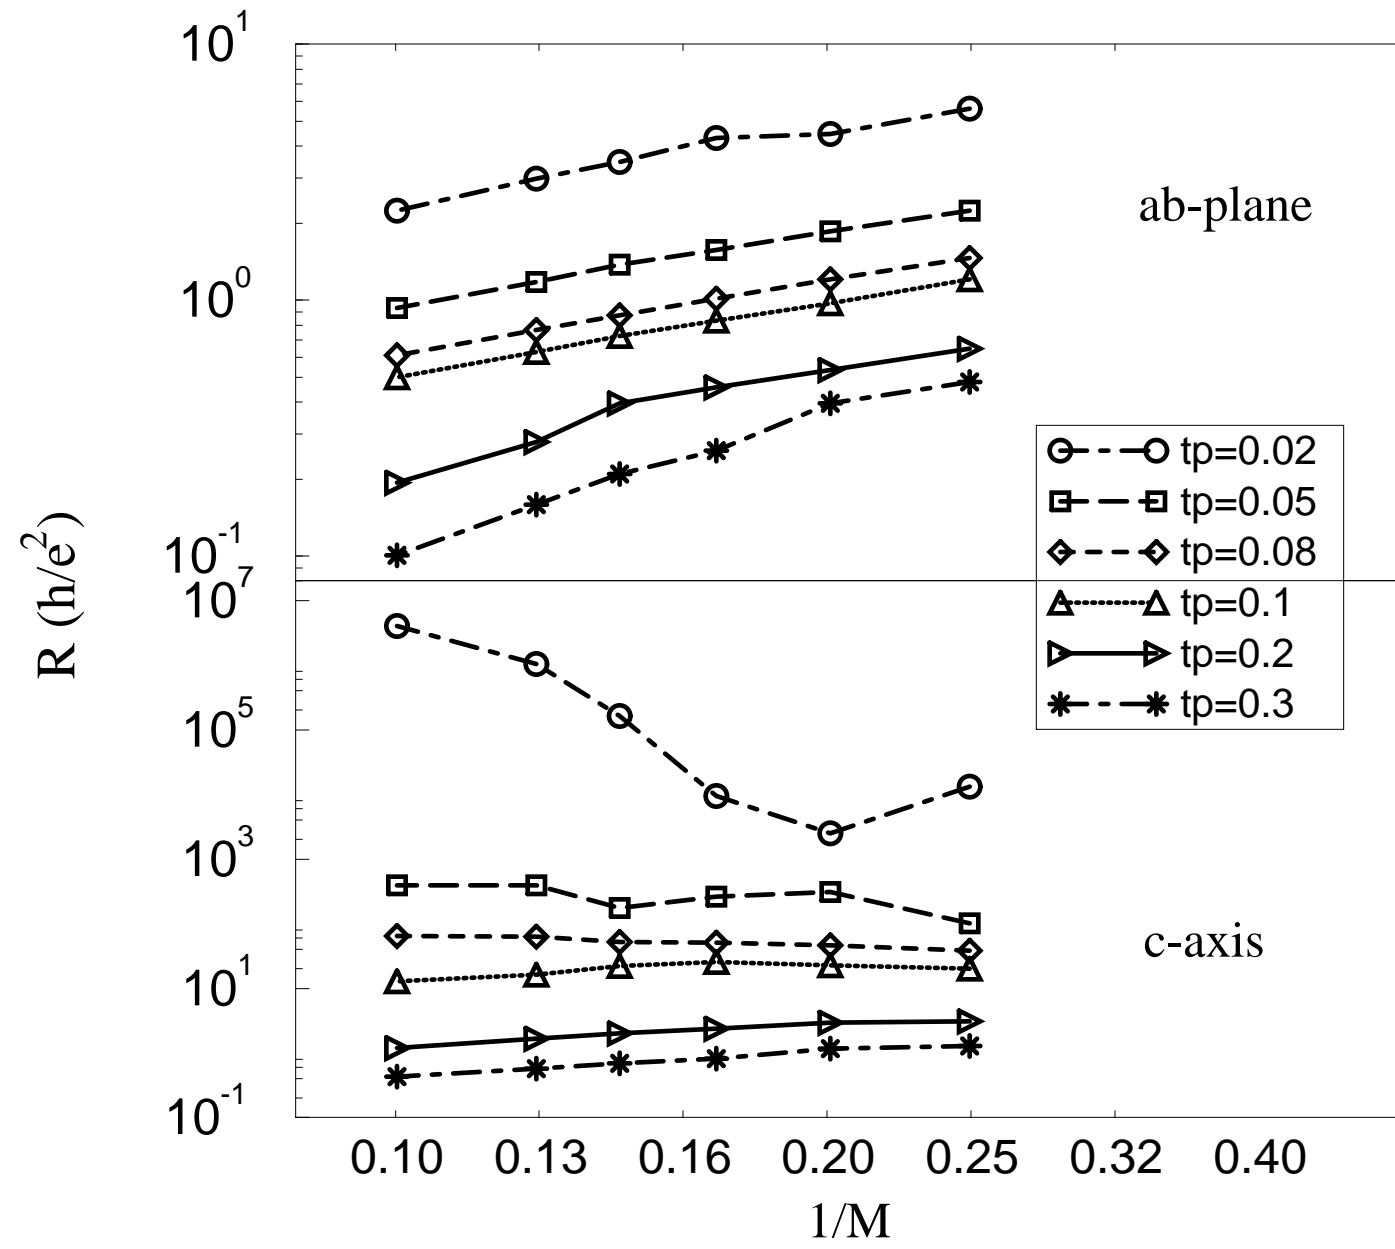 10^1
ab-plane
10^0
tp=0.02
tp=0.05
tp=0.08
tp=0.1
tp=0.2
tp=0.3
R (h/e^2)
10^-1
10^7
10^5
10^3
c-axis
10^1
10^-1
0.10 0.13 0.16 0.20 0.25 0.32 0.40
1/M